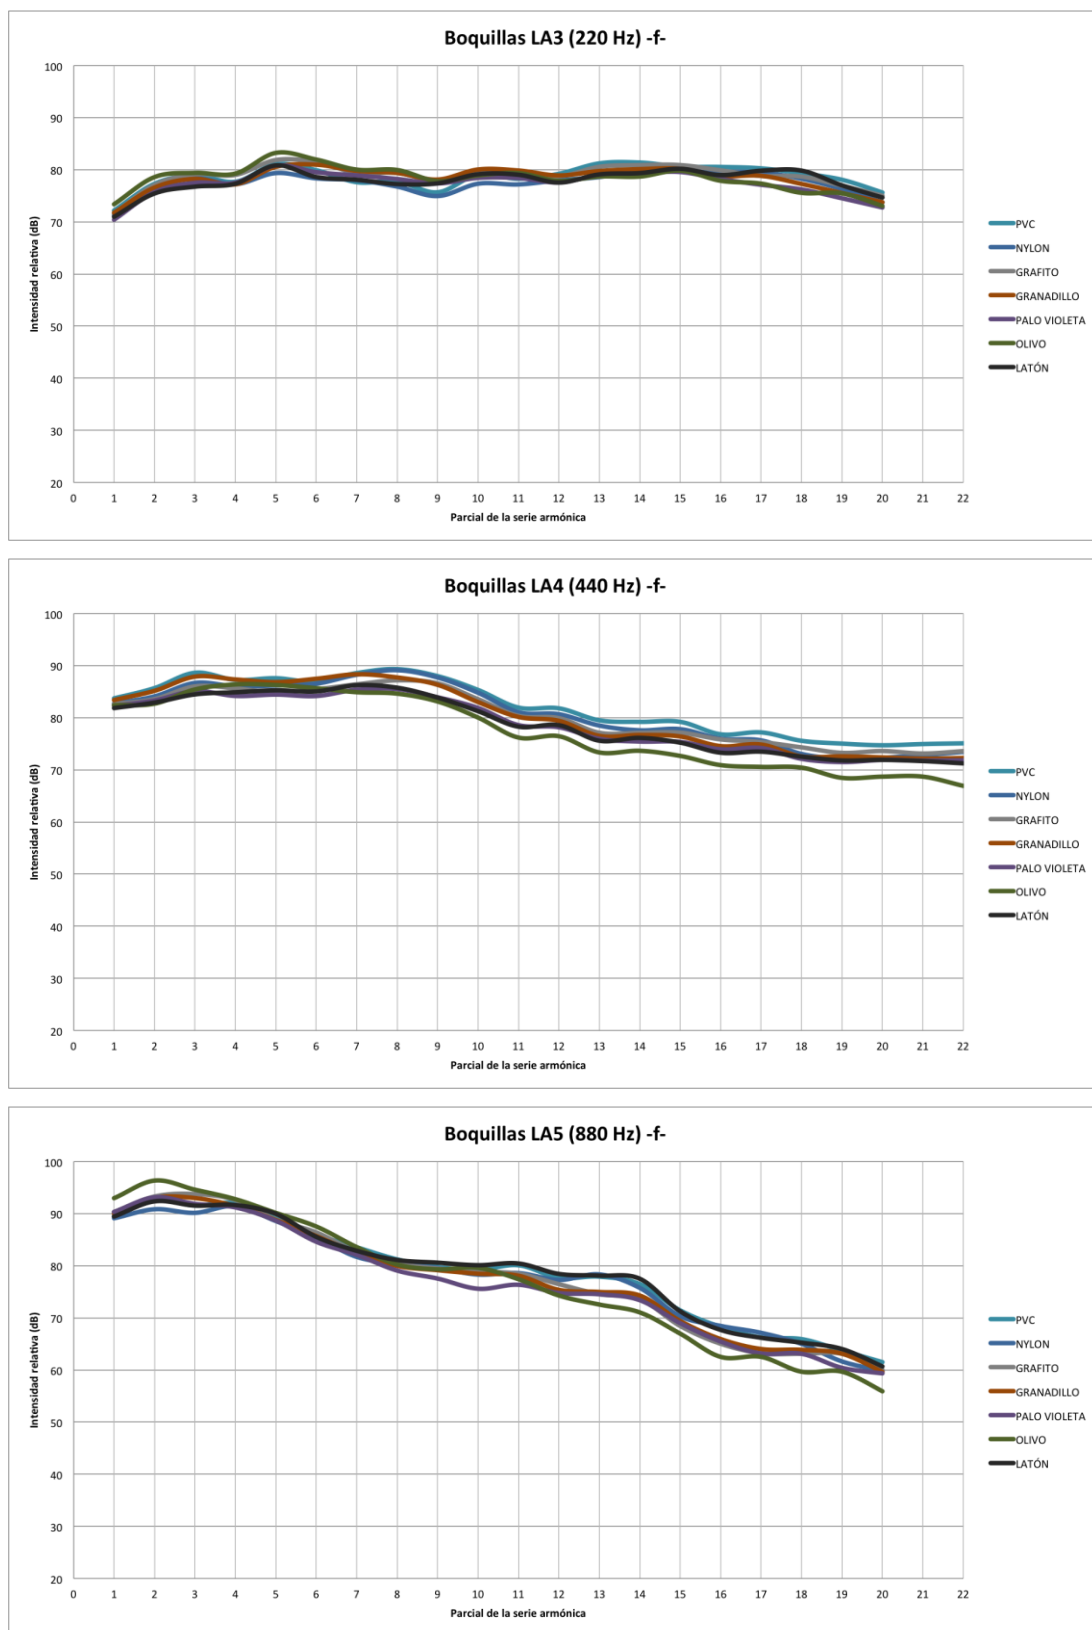 Boquillas LA3 (220 Hz) -f-
100
90
80
70
60
50
40
30
20
Intensidad relativa (dB)
0 1 2 3 4 5 6 7 8 9 10 11 12 13 14 15 16 17 18 19 20 21 22
Parcial de la serie armónica
PVC
NYLON
GRAFITO
GRANADILLO
PALO VIOLETA
OLIVO
LATÓN
Boquillas LA4 (440 Hz) -f-
100
90
80
70
60
50
40
30
20
Intensidad relativa (dB)
0 1 2 3 4 5 6 7 8 9 10 11 12 13 14 15 16 17 18 19 20 21 22
Parcial de la serie armónica
PVC
NYLON
GRAFITO
GRANADILLO
PALO VIOLETA
OLIVO
LATÓN
Boquillas LA5 (880 Hz) -f-
100
90
80
70
60
50
40
30
20
Intensidad relativa (dB)
0 1 2 3 4 5 6 7 8 9 10 11 12 13 14 15 16 17 18 19 20 21 22
Parcial de la serie armónica
PVC
NYLON
GRAFITO
GRANADILLO
PALO VIOLETA
OLIVO
LATÓN